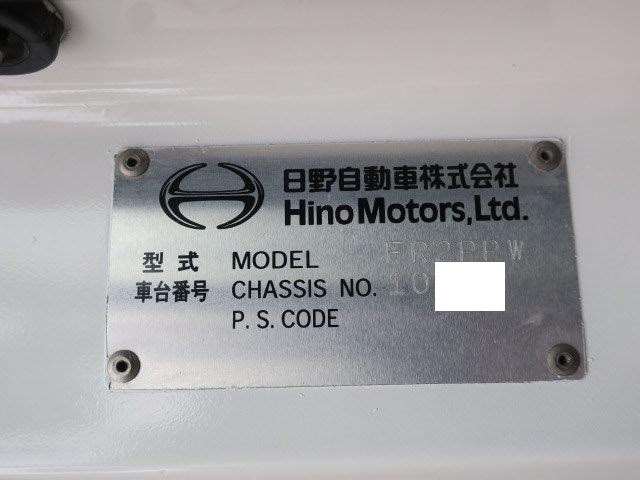 日野自動車株式会社
Hino Motors, Ltd.
型式 MODEL FR2PPW
車台番号 CHASSIS NO. 10
P. S. CODE